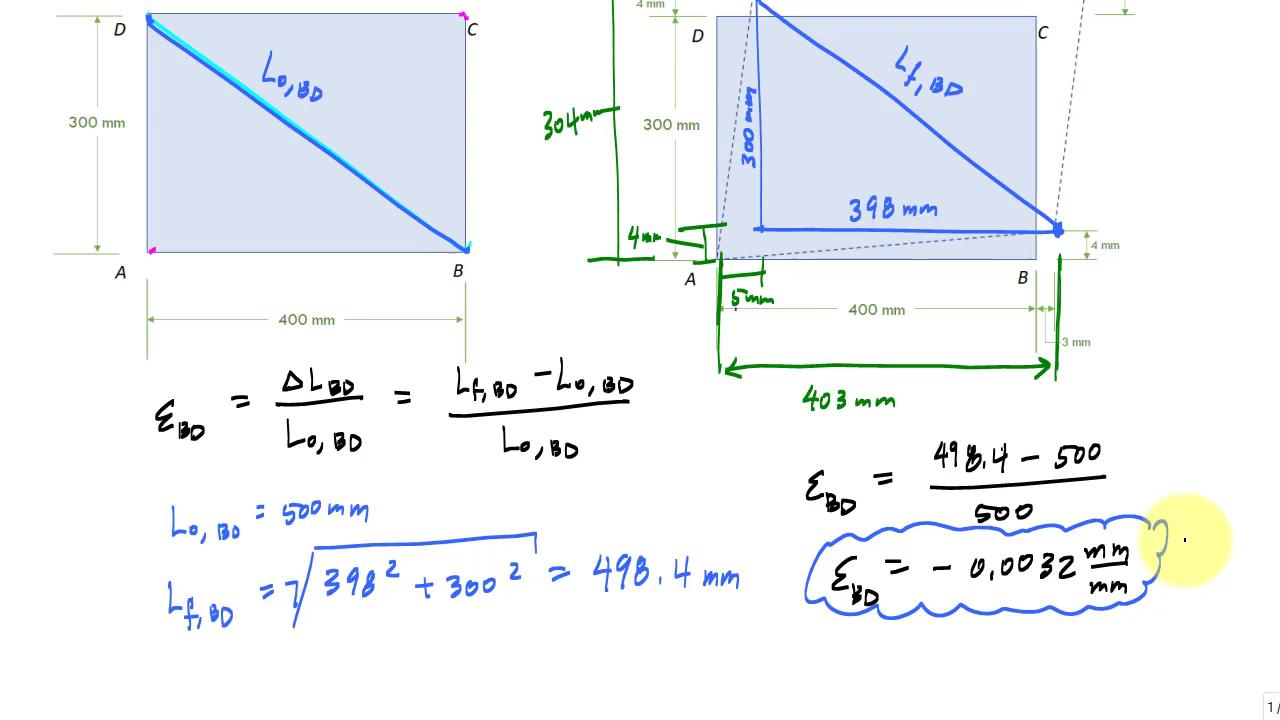 4 mm
D
C
D
C
L₀,BD
Lf,BD
300 mm
304mm
300 mm
300 mm
398 mm
4mm
4 mm
A
B
A
B
5mm
400 mm
400 mm
3 mm
403 mm
εBD = ΔLBD / L₀,BD = Lf,BD − L₀,BD / L₀,BD
εBD = 498.4 − 500 / 500
L₀,BD = 500mm
εBD = − 0.0032 mm/mm
Lf,BD = √398² + 300² = 498.4 mm
1/